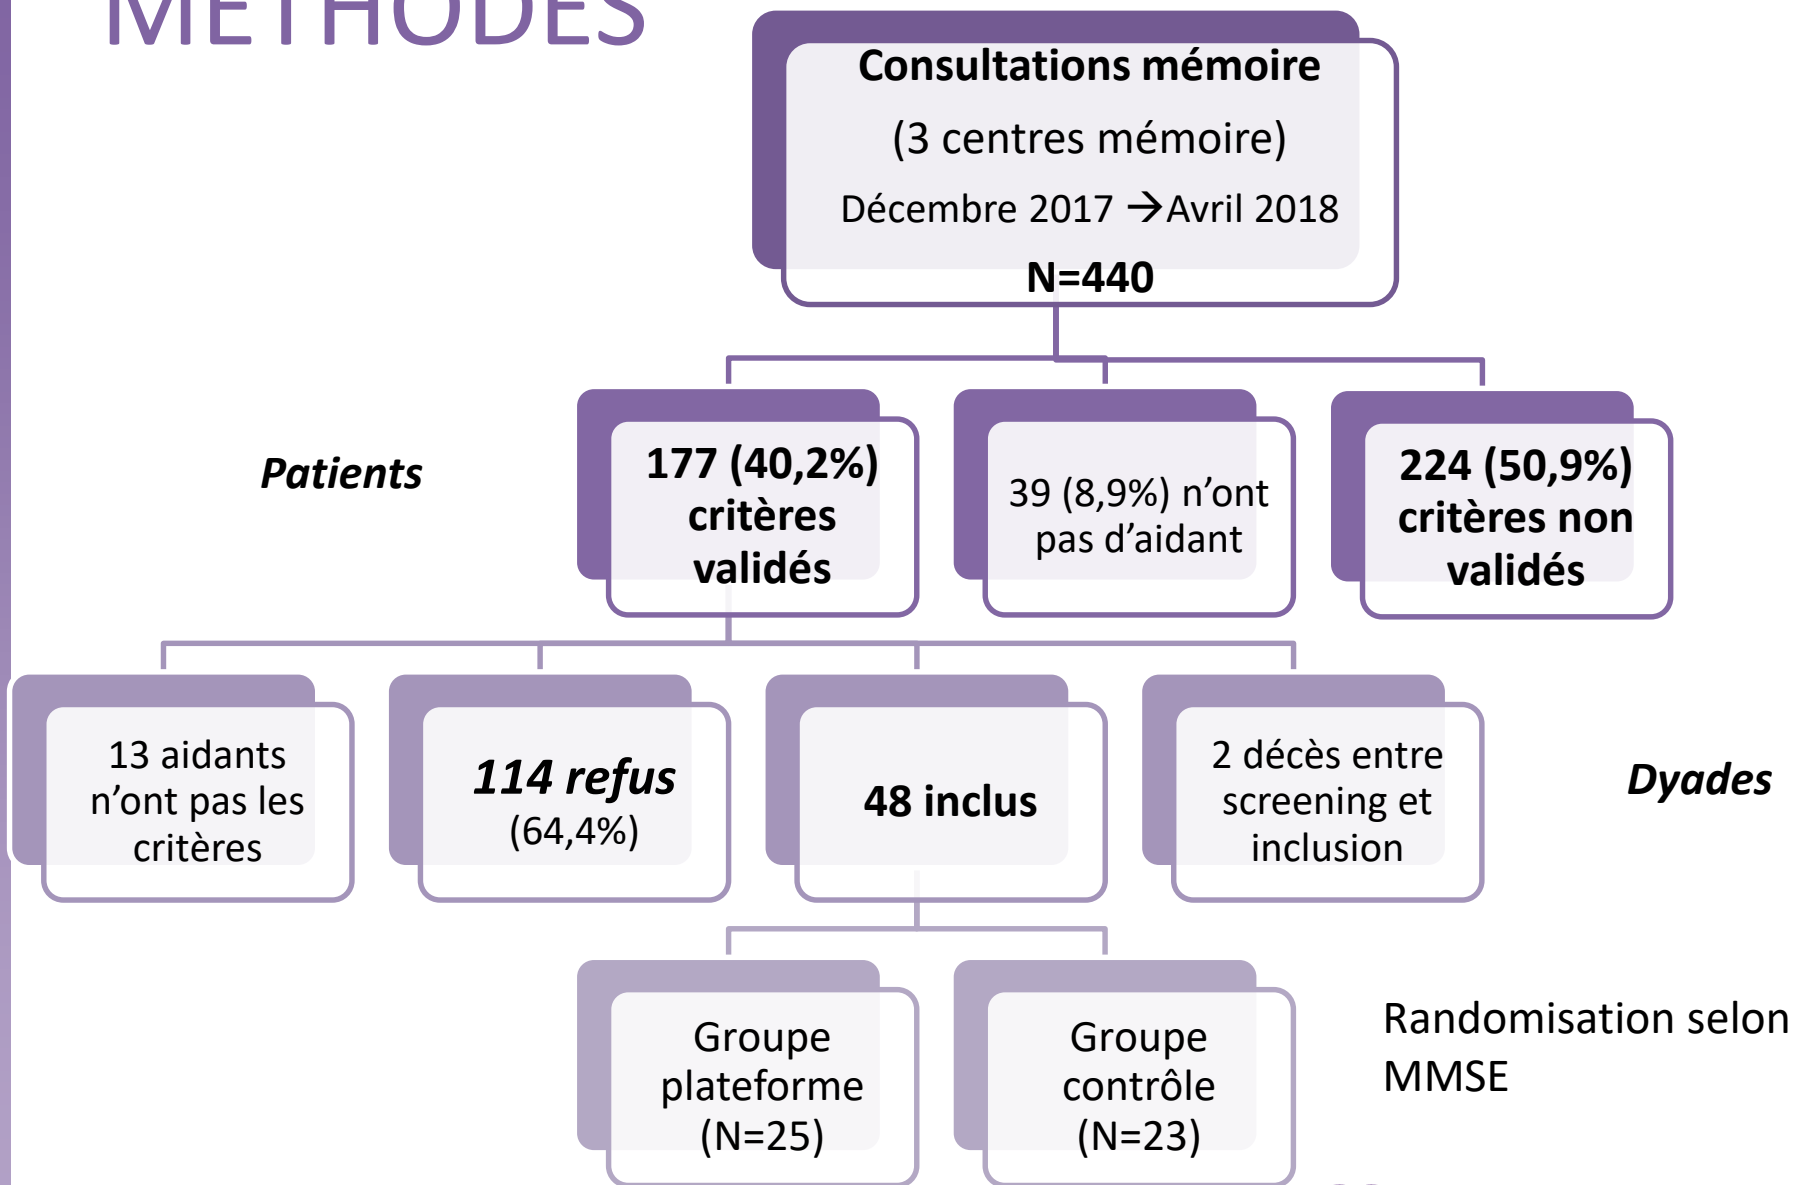 MÉTHODES
Consultations mémoire
(3 centres mémoire)
Décembre 2017 →Avril 2018
N=440
Patients
177 (40,2%)
critères
validés
39 (8,9%) n’ont
pas d’aidant
224 (50,9%)
critères non
validés
13 aidants
n’ont pas les
critères
114 refus
(64,4%)
48 inclus
2 décès entre
screening et
inclusion
Dyades
Groupe
plateforme
(N=25)
Groupe
contrôle
(N=23)
Randomisation selon
MMSE